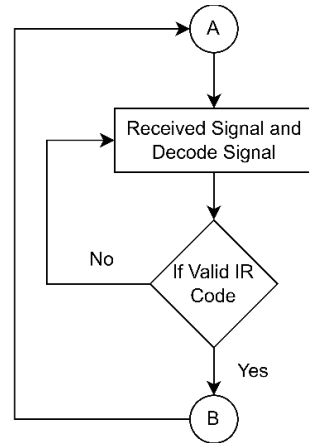 A
Received Signal and
Decode Signal
No
If Valid IR
Code
Yes
B